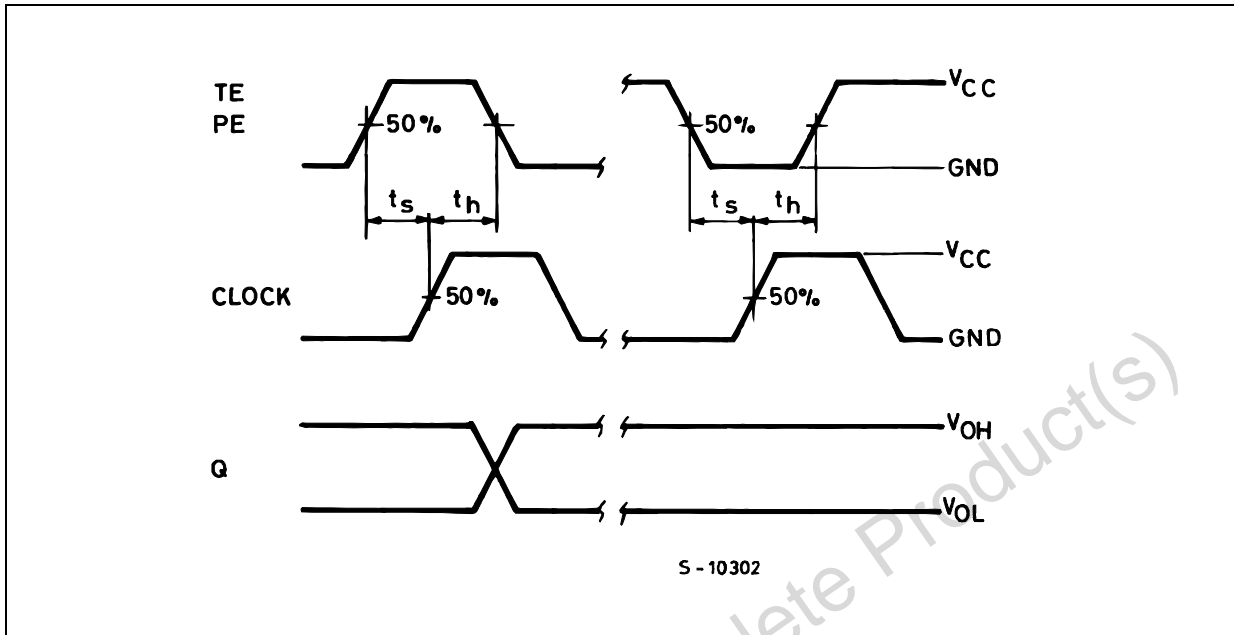 TE
PE
50%
50%
VCC
GND
ts
th
ts
th
CLOCK
50%
50%
VCC
GND
Q
VOH
VOL
S-10302
lete Product(s)